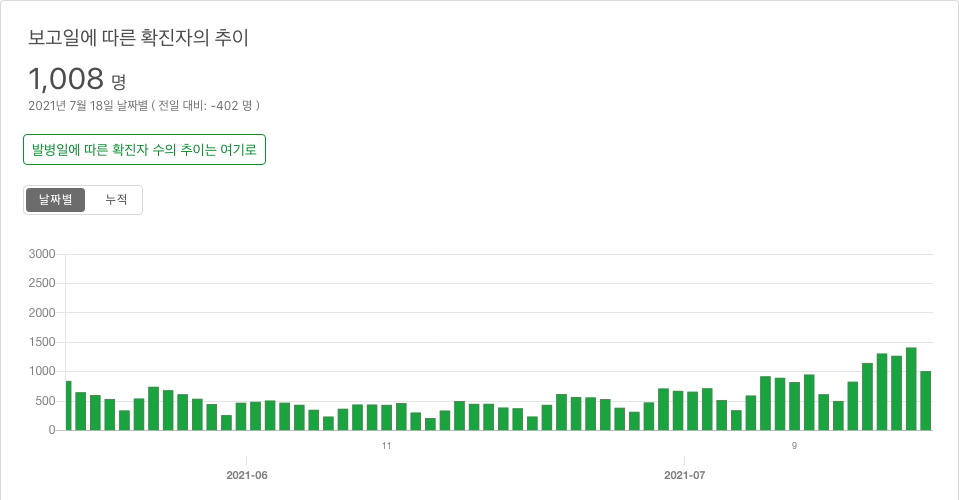 보고일에 따른 확진자의 추이
1,008 명
2021년 7월 18일 날짜별 ( 전일 대비: -402 명 )
발병일에 따른 확진자 수의 추이는 여기로
날짜별 누적
3000
2500
2000
1500
1000
500
0
11 9
2021-06 2021-07